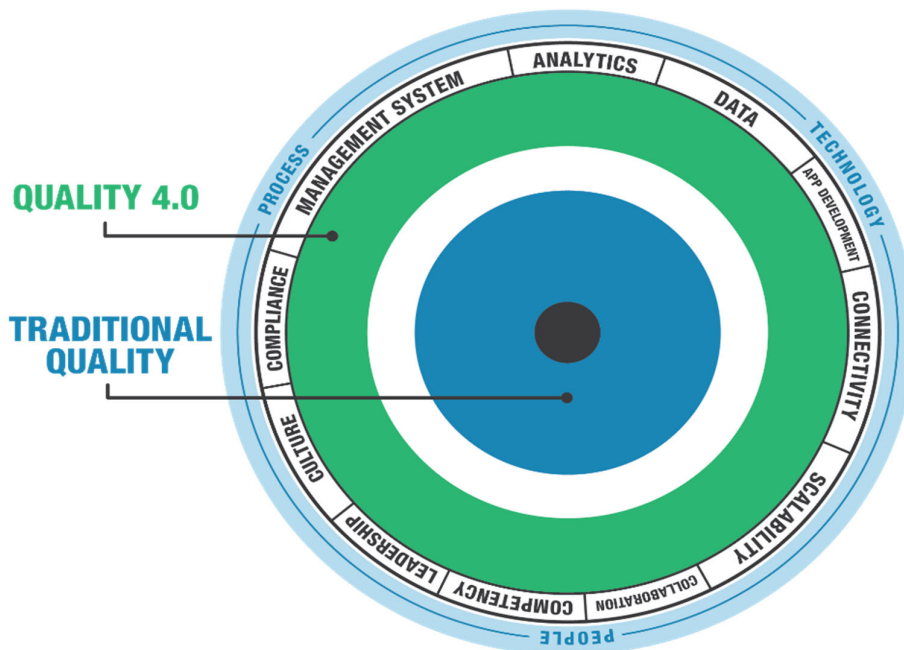 QUALITY 4.0
TRADITIONAL
QUALITY
PROCESS
TECHNOLOGY
PEOPLE
MANAGEMENT SYSTEM
ANALYTICS
DATA
APP DEVELOPMENT
CONNECTIVITY
SCALABILITY
COLLABORATION
COMPETENCY
LEADERSHIP
CULTURE
COMPLIANCE